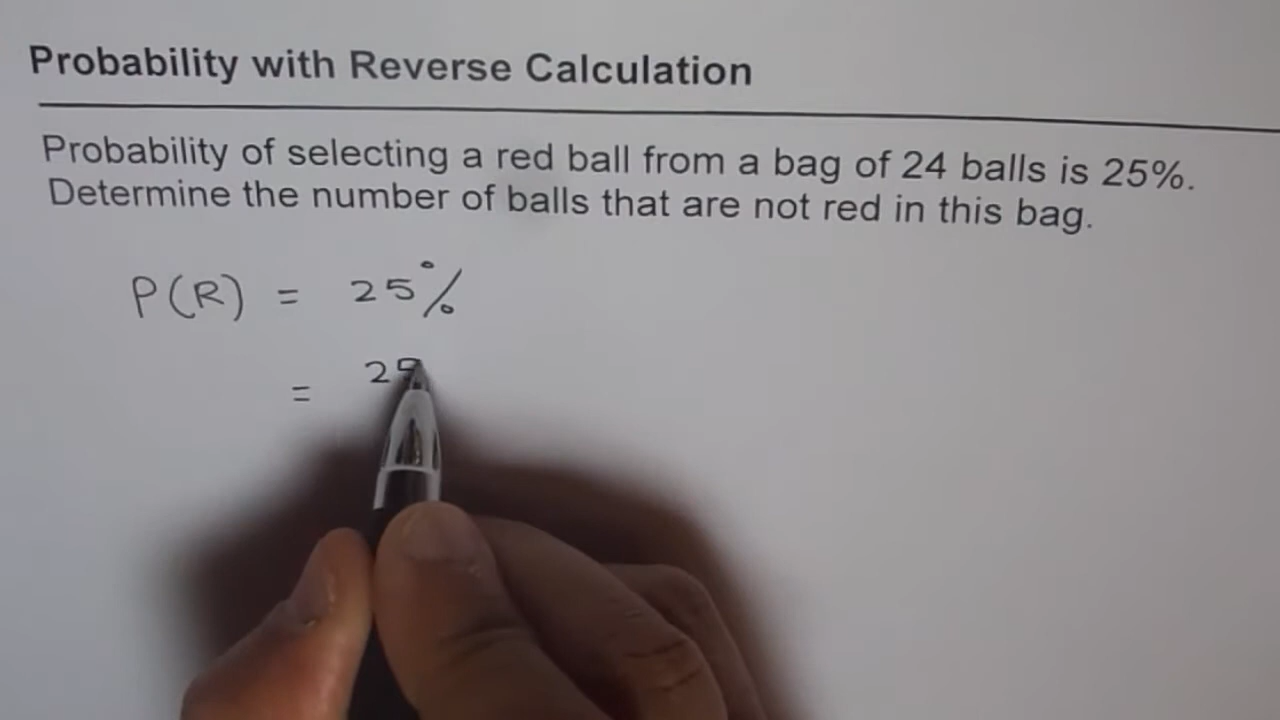 Probability with Reverse Calculation
Probability of selecting a red ball from a bag of 24 balls is 25%.
Determine the number of balls that are not red in this bag.
P(R) = 25%
= 25